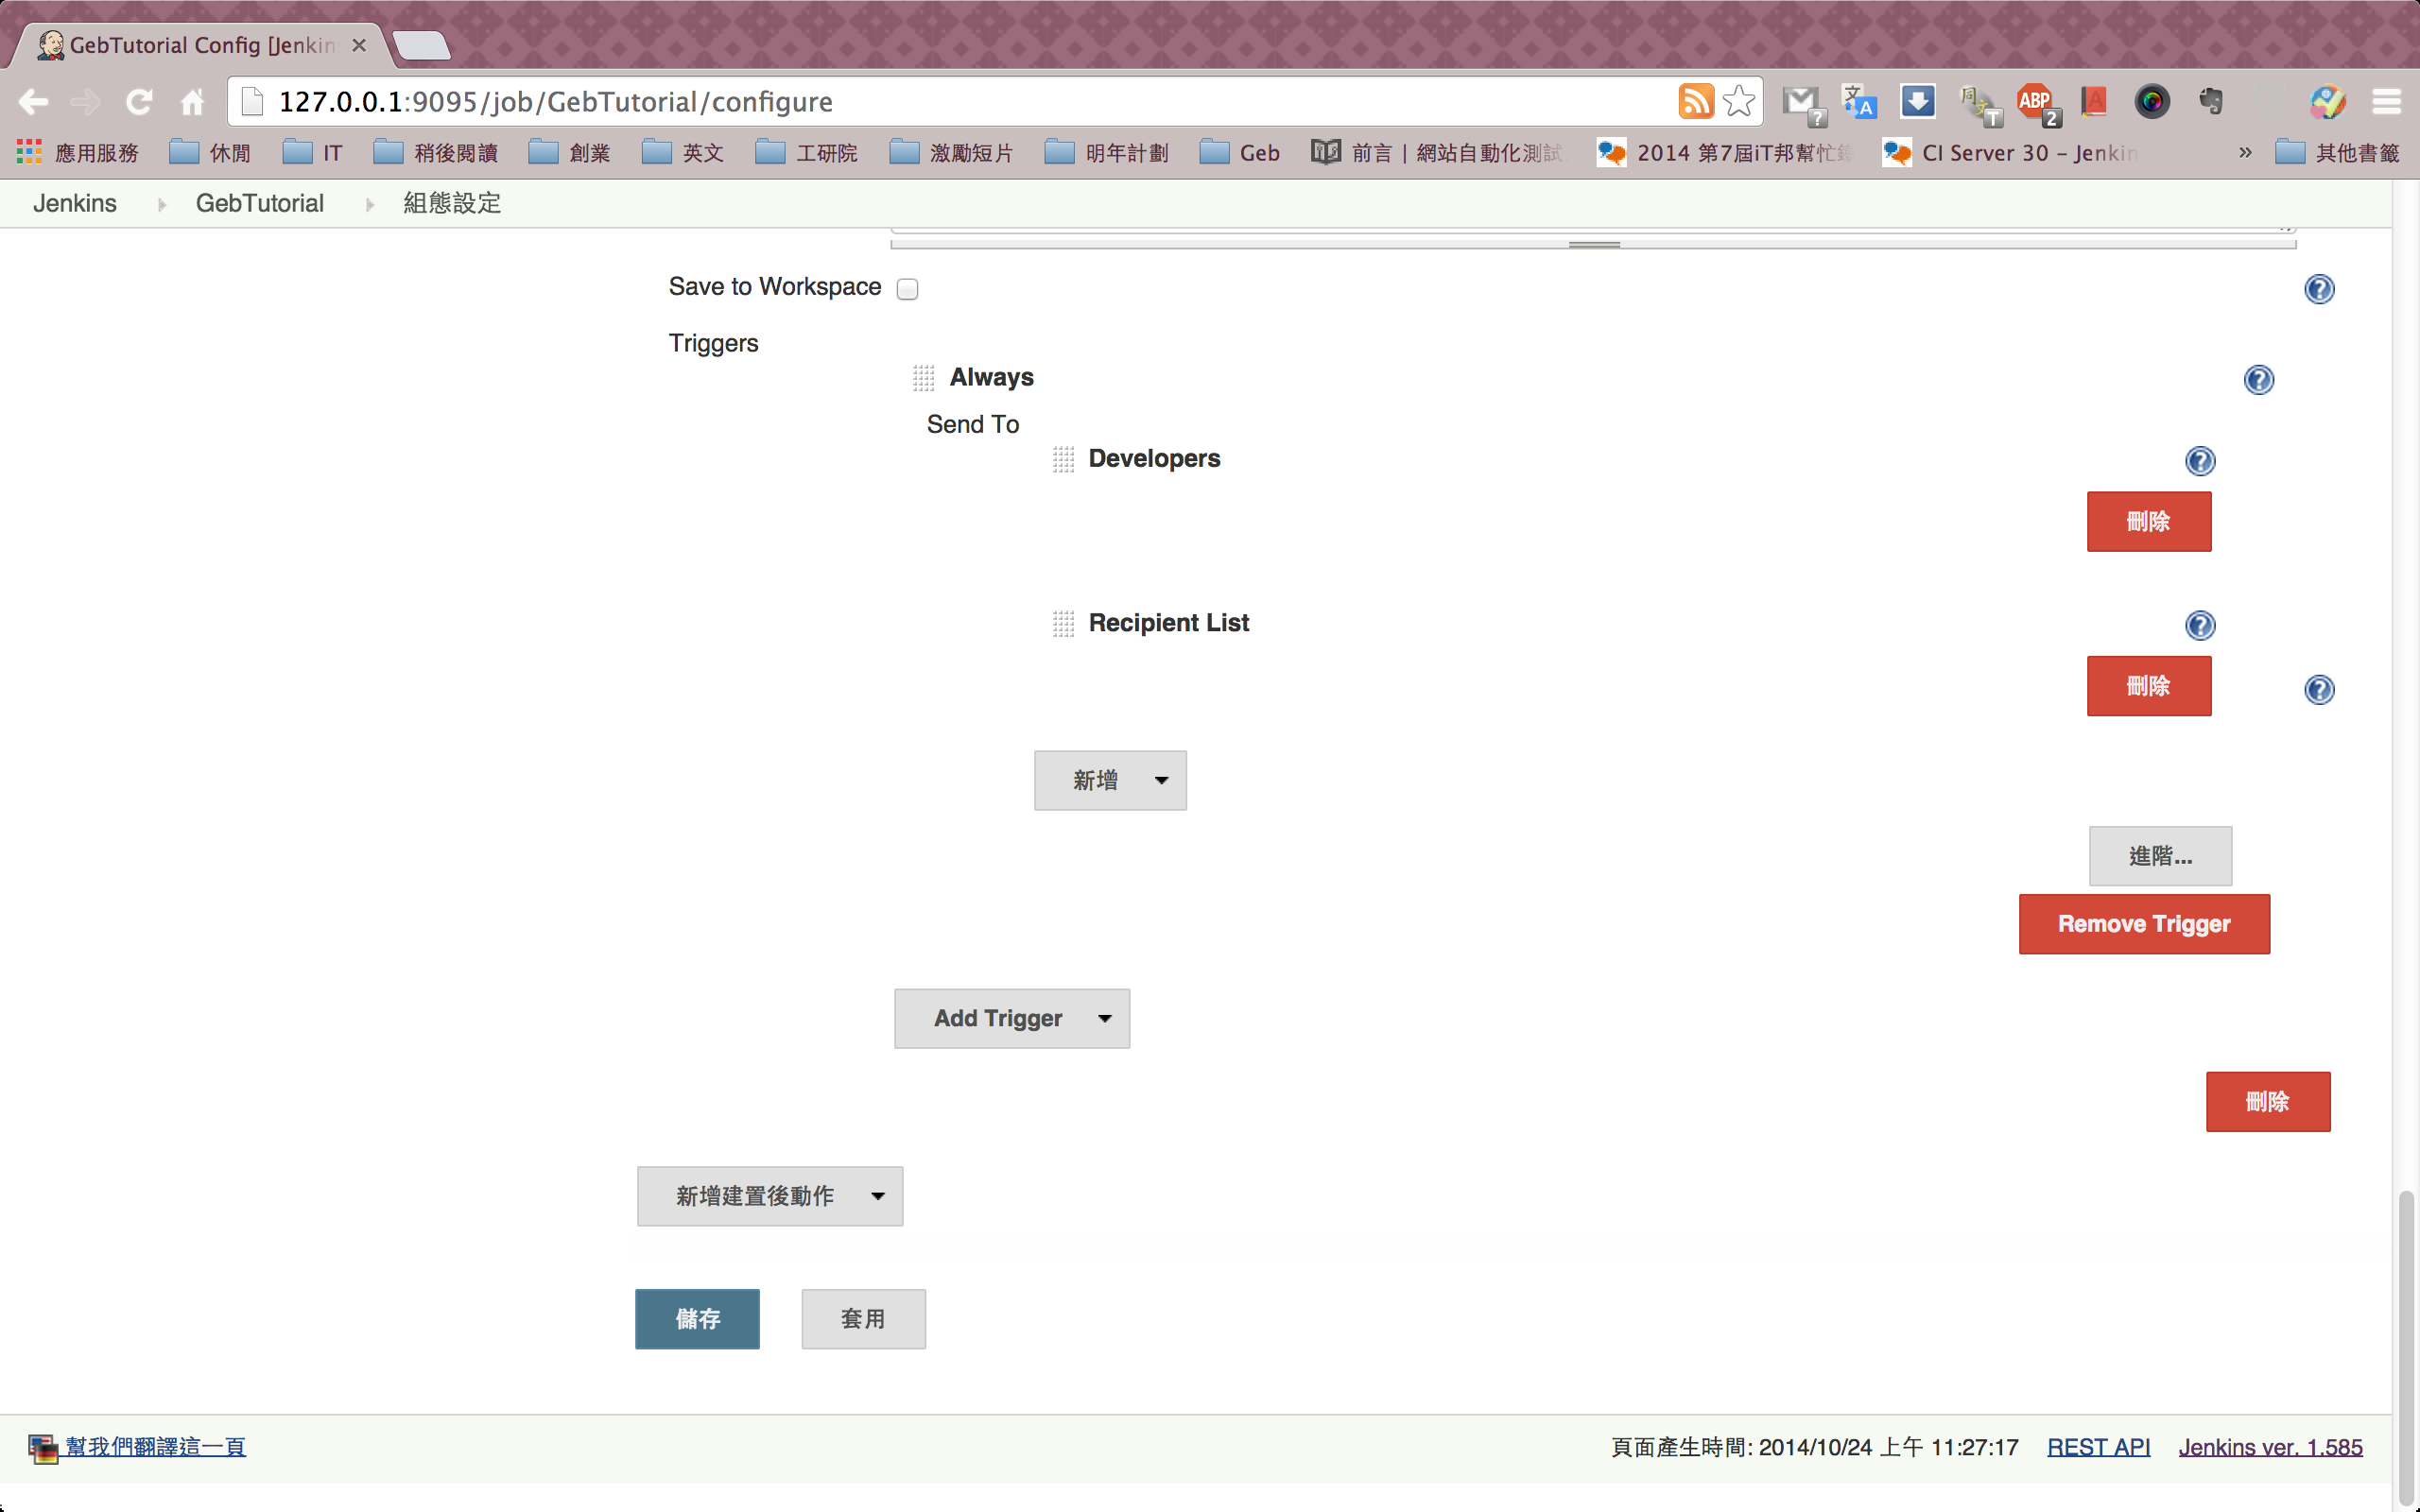 GebTutorial Config [Jenkin
127.0.0.1:9095/job/GebTutorial/configure
? T ABP 2
應用服務 休閒 IT 稍後閱讀 創業 英文 工研院 激勵短片 明年計劃 Geb 前言 | 網站自動化測試 2014 第7屆iT邦幫忙鐵 CI Server 30 – Jenkin » 其他書籤
Jenkins GebTutorial 組態設定
Save to Workspace
Triggers
Always
Send To
Developers
刪除
Recipient List
刪除
新增
進階...
Remove Trigger
Add Trigger
刪除
新增建置後動作
儲存 套用
幫我們翻譯這一頁 頁面產生時間: 2014/10/24 上午 11:27:17 REST API Jenkins ver. 1.585